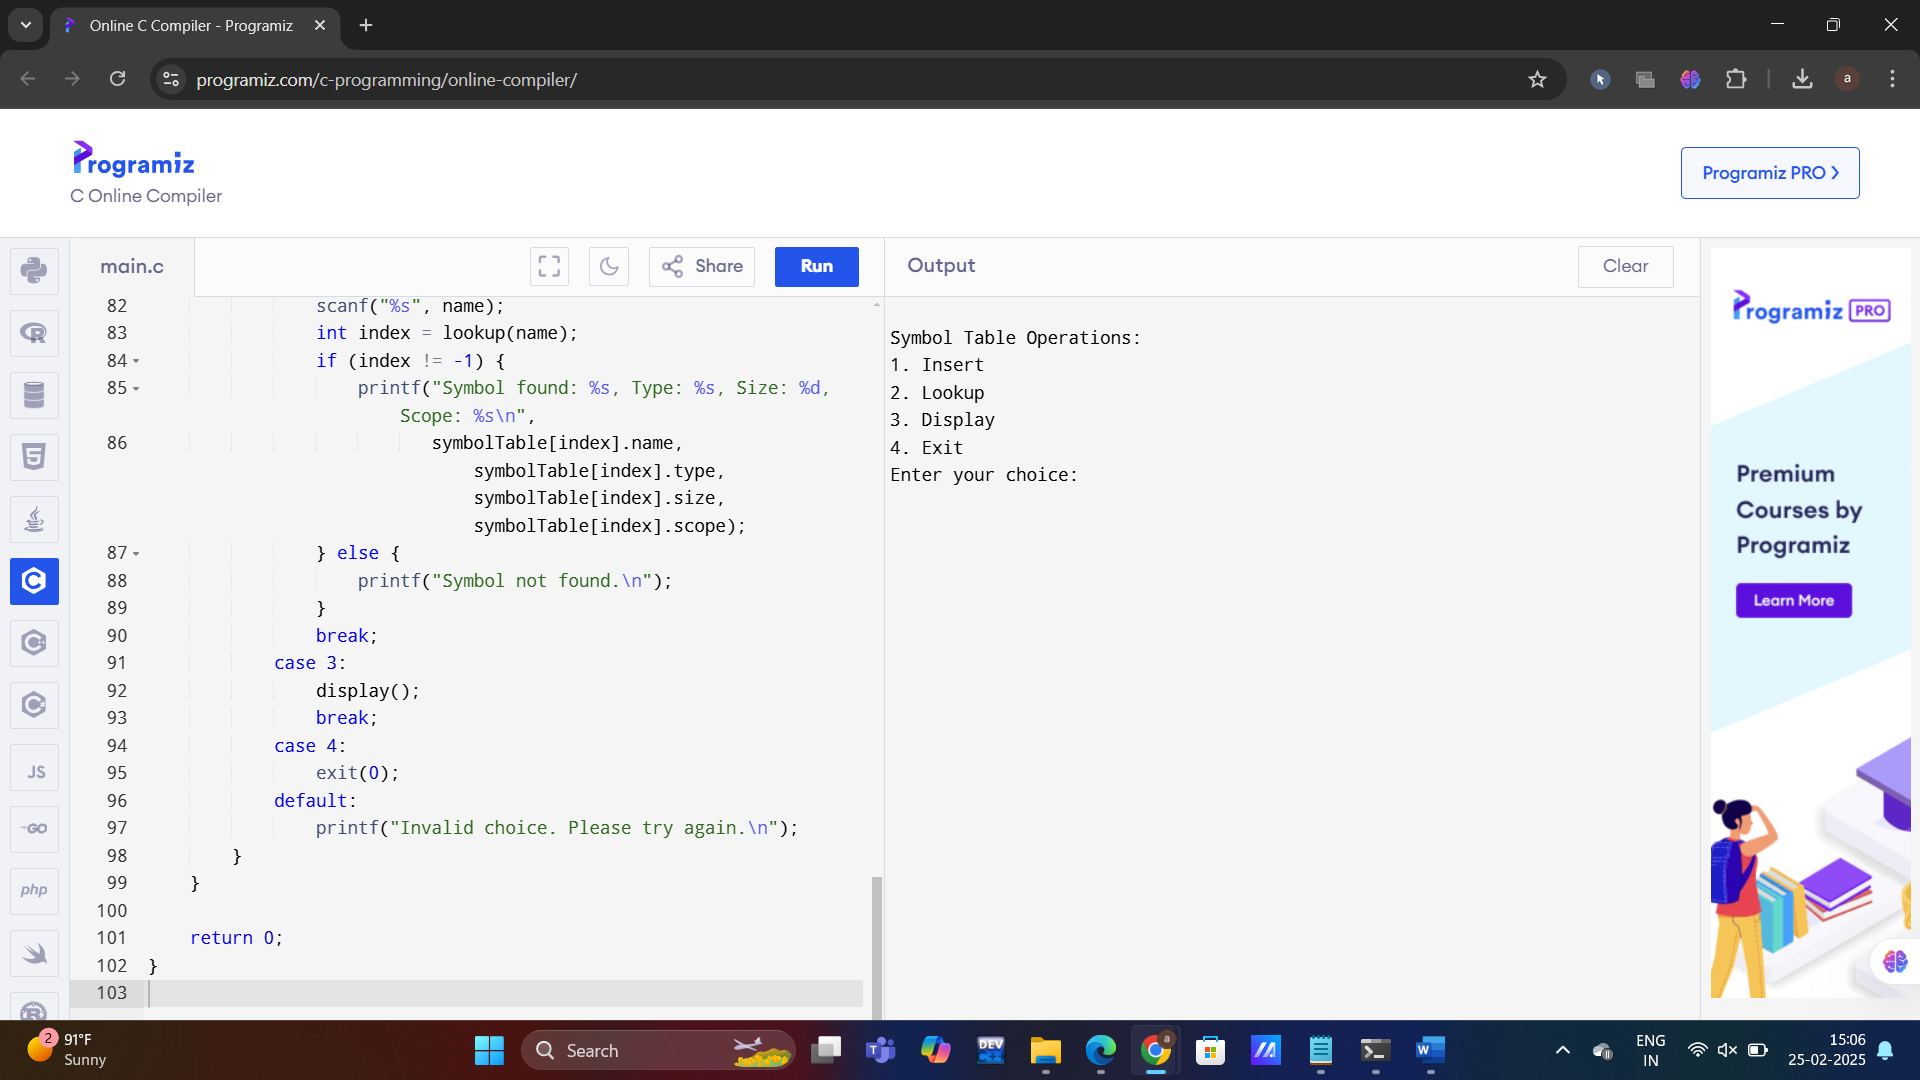 Online C Compiler - Programiz
programiz.com/c-programming/online-compiler/
a
Programiz
C Online Compiler
Programiz PRO
main.c
Share
Run
Output
Clear
82 scanf("%s", name);
83 int index = lookup(name);
84 if (index != -1) {
85 printf("Symbol found: %s, Type: %s, Size: %d,
Scope: %s\n",
86 symbolTable[index].name,
symbolTable[index].type,
symbolTable[index].size,
symbolTable[index].scope);
87 } else {
88 printf("Symbol not found.\n");
89 }
90 break;
91 case 3:
92 display();
93 break;
94 case 4:
95 exit(0);
96 default:
97 printf("Invalid choice. Please try again.\n");
98 }
99 }
100
101 return 0;
102 }
103
Symbol Table Operations:
1. Insert
2. Lookup
3. Display
4. Exit
Enter your choice:
Programiz PRO
Premium
Courses by
Programiz
Learn More
JS
GO
php
2
91°F
Sunny
Search
DEV
C++
a
ENG
IN
15:06
25-02-2025